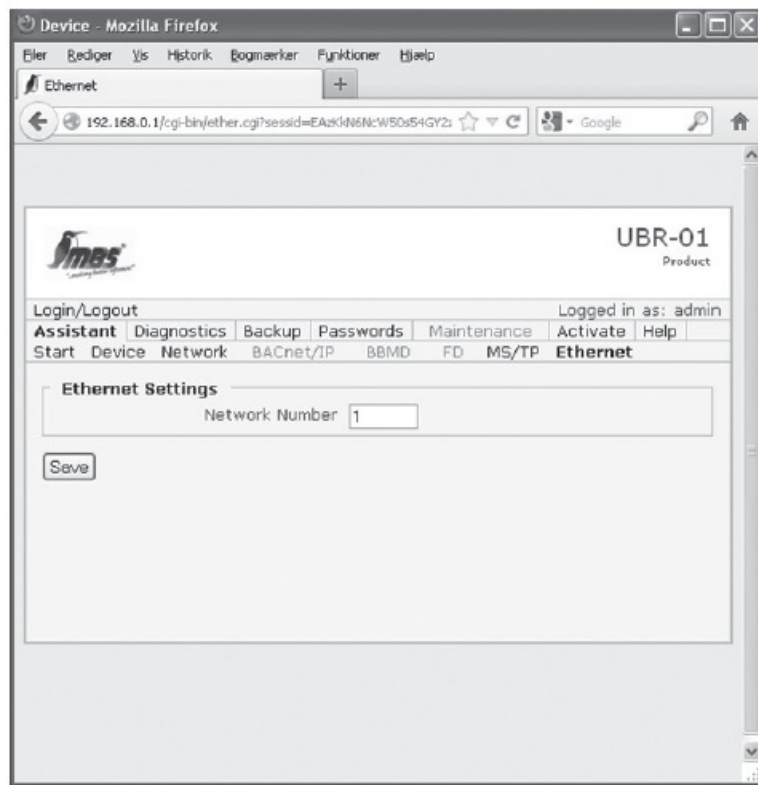 Device - Mozilla Firefox
Filer Rediger Vis Historik Bogmærker Funktioner Hjælp
Ethernet +
192.168.0.1/cgi-bin/ether.cgi?sessid= Google
mbs
UBR-01
Product
Login/Logout Logged in as: admin
Assistant Diagnostics Backup Passwords Maintenance Activate Help
Start Device Network BACnet/IP BBMD FD MS/TP Ethernet
Ethernet Settings
Network Number 1
Save